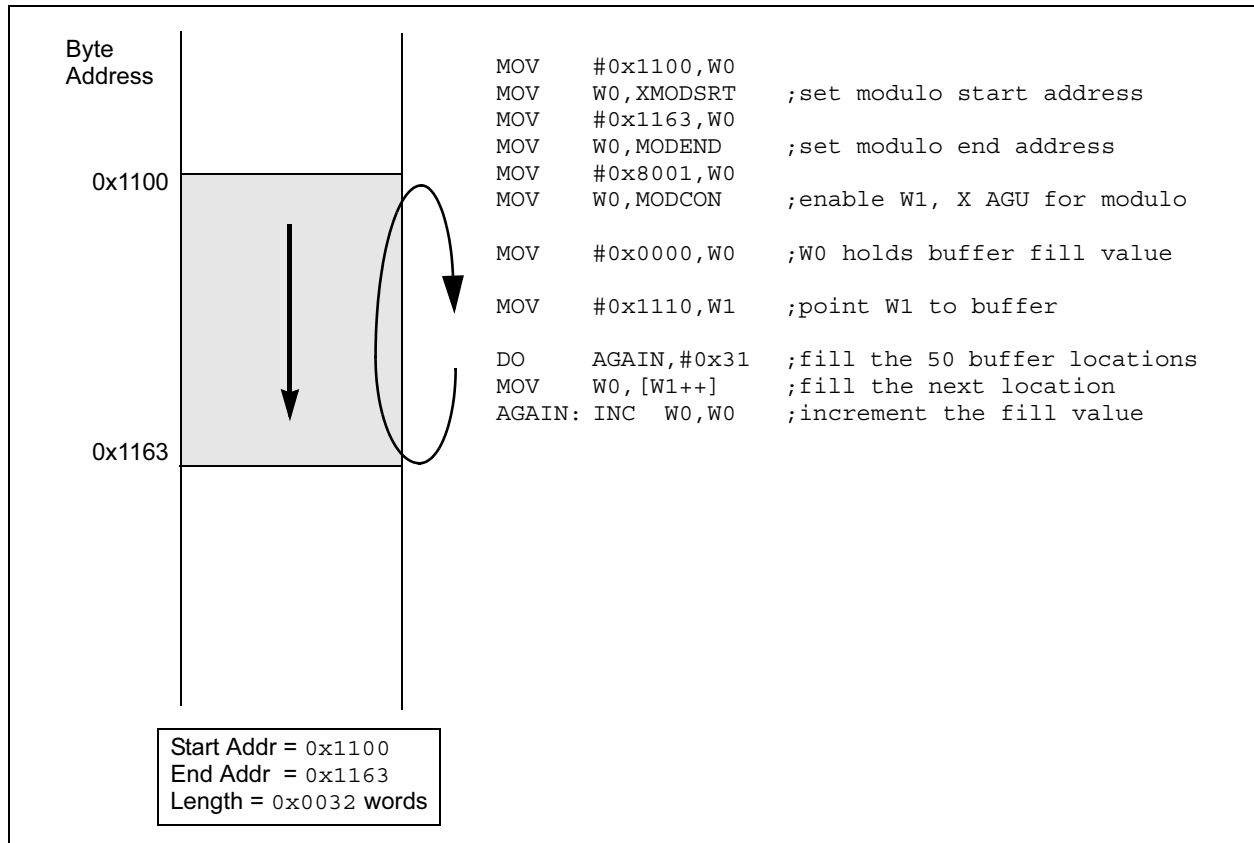 Byte
Address
0x1100
0x1163
MOV #0x1100,W0
MOV W0,XMODSRT ;set modulo start address
MOV #0x1163,W0
MOV W0,MODEND ;set modulo end address
MOV #0x8001,W0
MOV W0,MODCON ;enable W1, X AGU for modulo
MOV #0x0000,W0 ;W0 holds buffer fill value
MOV #0x1110,W1 ;point W1 to buffer
DO AGAIN,#0x31 ;fill the 50 buffer locations
MOV W0,[W1++] ;fill the next location
AGAIN: INC W0,W0 ;increment the fill value
Start Addr = 0x1100
End Addr = 0x1163
Length = 0x0032 words